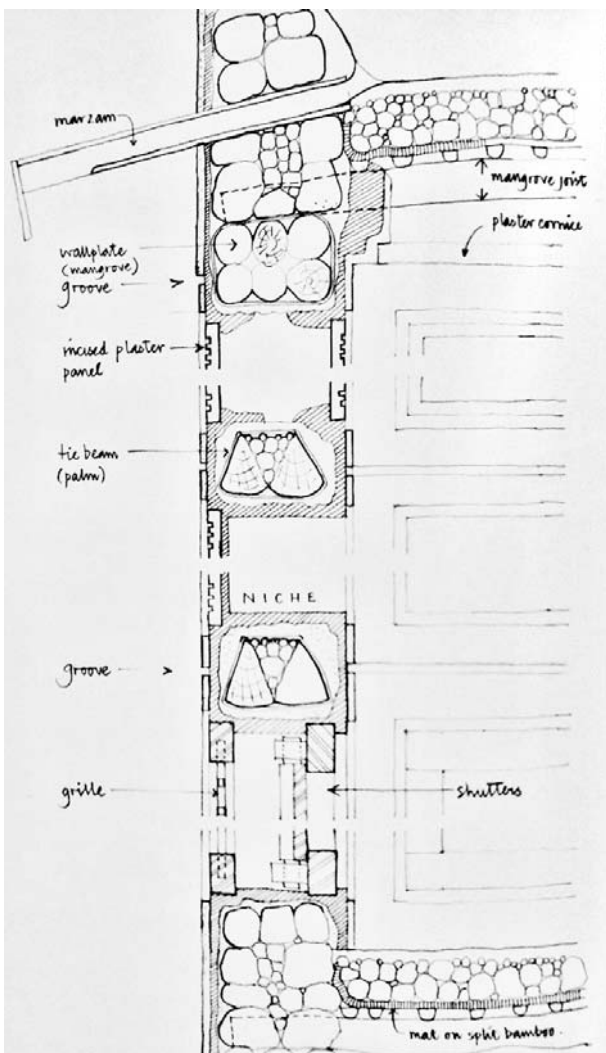 marzam
mangrove joist
plaster cornice
wallplate
(mangrove)
groove
incised plaster
panel
tie beam
(palm)
NICHE
groove
grille
shutters
mat on split bamboo.